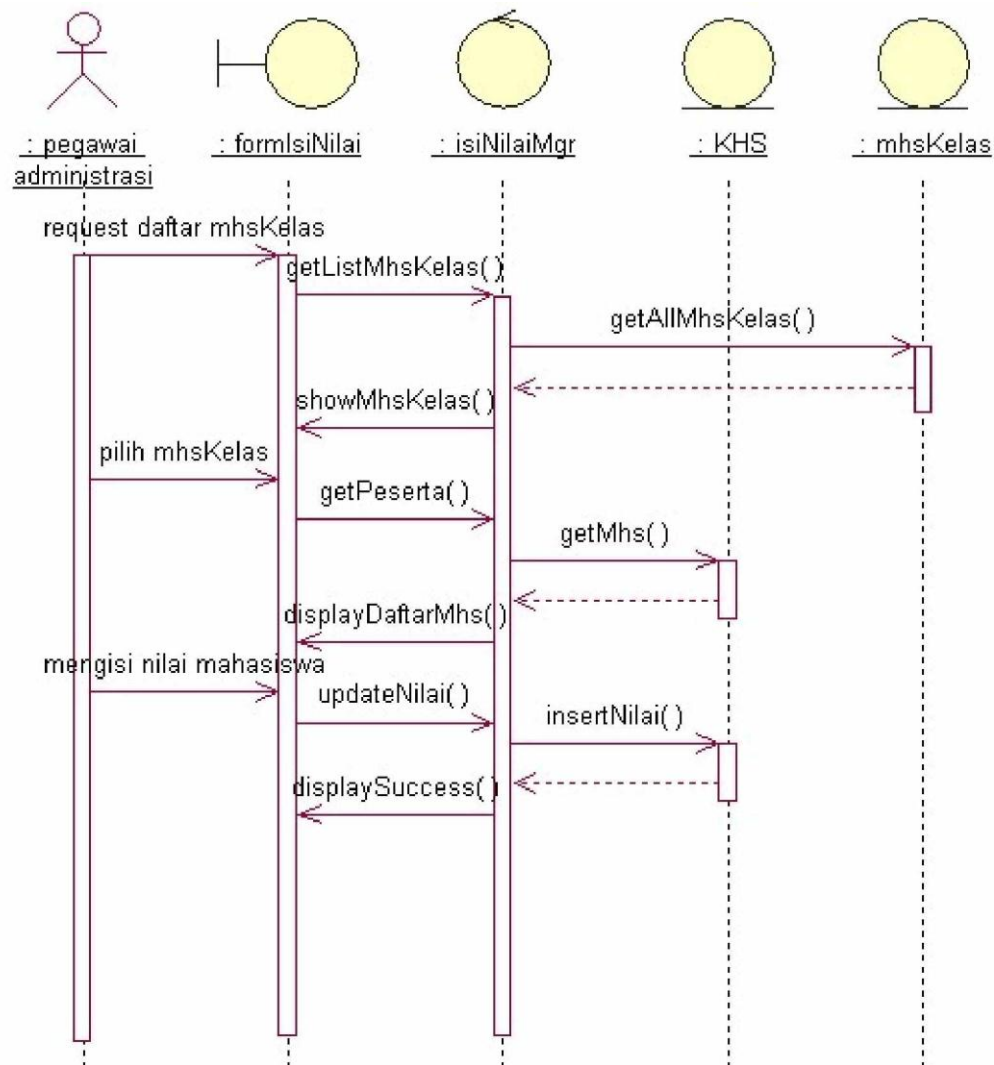 : pegawai administrasi
: formIsiNilai
: isiNilaiMgr
: KHS
: mhsKelas
request daftar mhsKelas
getListMhsKelas( )
getAllMhsKelas( )
showMhsKelas( )
pilih mhsKelas
getPeserta( )
getMhs( )
displayDaftarMhs( )
mengisi nilai mahasiswa
updateNilai( )
insertNilai( )
displaySuccess( )